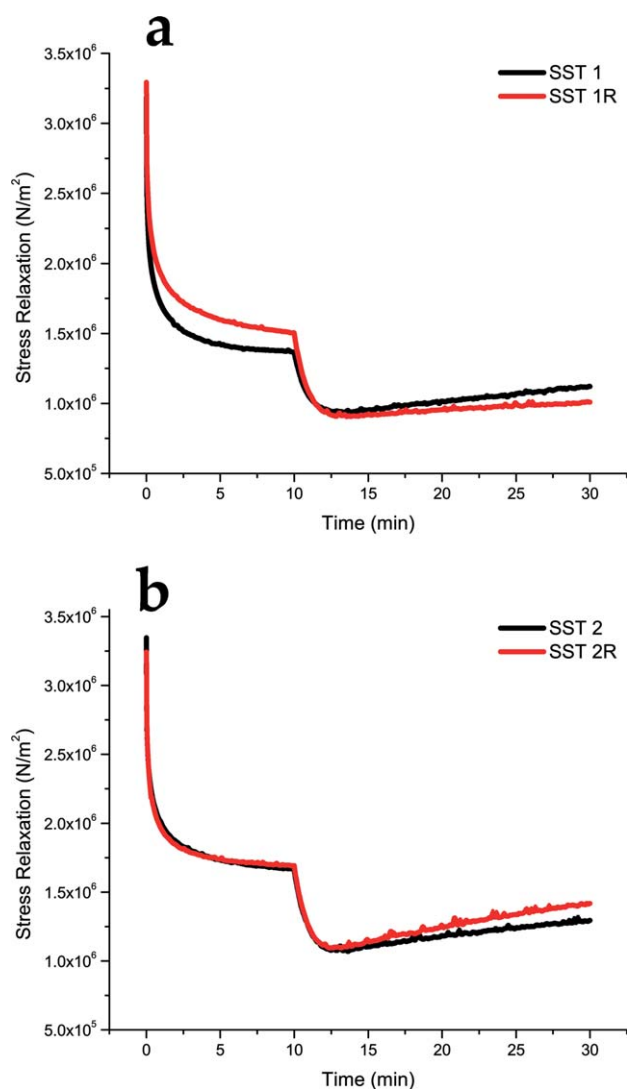 a
SST 1
SST 1R
3.5x10⁶
3.0x10⁶
2.5x10⁶
2.0x10⁶
1.5x10⁶
1.0x10⁶
5.0x10⁵
Stress Relaxation (N/m²)
0 5 10 15 20 25 30
Time (min)
b
SST 2
SST 2R
3.5x10⁶
3.0x10⁶
2.5x10⁶
2.0x10⁶
1.5x10⁶
1.0x10⁶
5.0x10⁵
Stress Relaxation (N/m²)
0 5 10 15 20 25 30
Time (min)